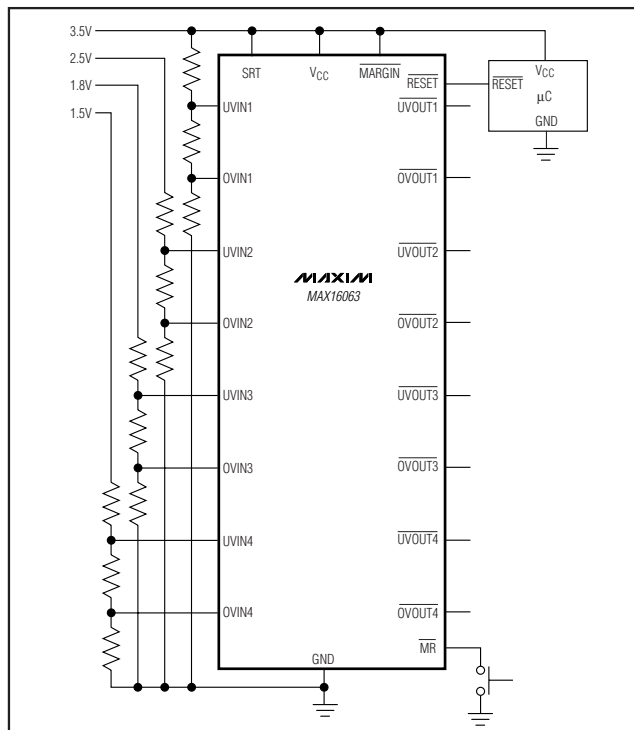 3.5V
2.5V
1.8V
1.5V
SRT
VCC
MARGIN
RESET
RESET
VCC
μC
GND
UVIN1
UVOUT1
OVIN1
OVOUT1
UVIN2
UVOUT2
MAXIM
MAX16063
OVIN2
OVOUT2
UVIN3
UVOUT3
OVIN3
OVOUT3
UVIN4
UVOUT4
OVIN4
OVOUT4
MR
GND